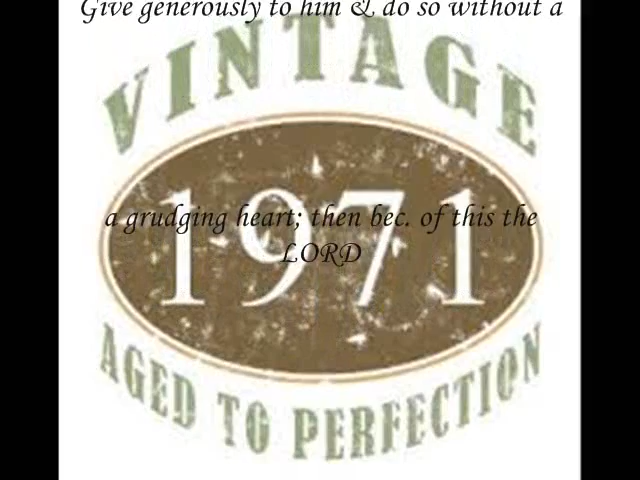 Give generously to him & do so without a
VINTAGE
1971
a grudging heart; then bec. of this the
LORD
AGED TO PERFECTION